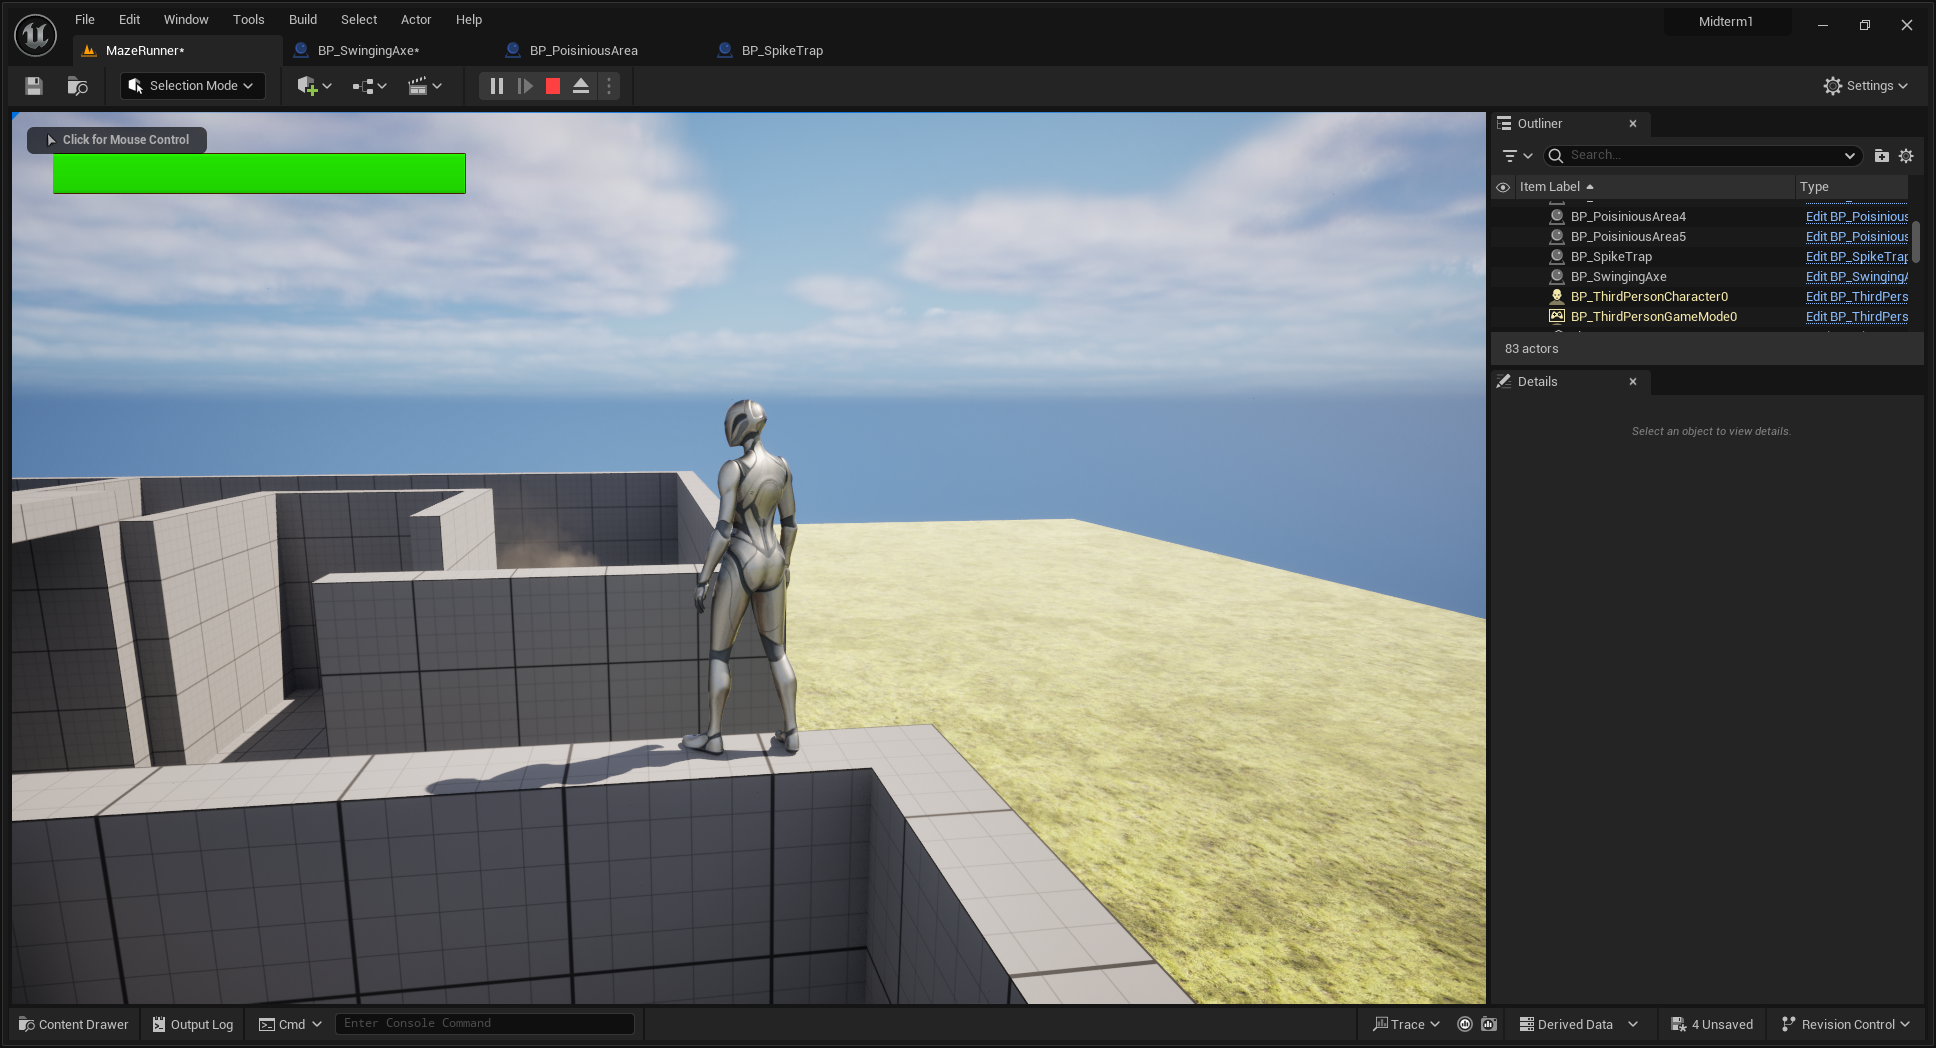 File Edit Window Tools Build Select Actor Help
Midterm1
MazeRunner*
BP_SwingingAxe*
BP_PoisiniousArea
BP_SpikeTrap
Selection Mode
Settings
Click for Mouse Control
Outliner
Search...
Item Label
Type
BP_PoisiniousArea4 Edit BP_Poisinious
BP_PoisiniousArea5 Edit BP_Poisinious
BP_SpikeTrap Edit BP_SpikeTrap
BP_SwingingAxe Edit BP_SwingingA
BP_ThirdPersonCharacter0 Edit BP_ThirdPers
BP_ThirdPersonGameMode0 Edit BP_ThirdPers
83 actors
Details
Select an object to view details.
Content Drawer
Output Log
Cmd
Enter Console Command
Trace
Derived Data
4 Unsaved
Revision Control